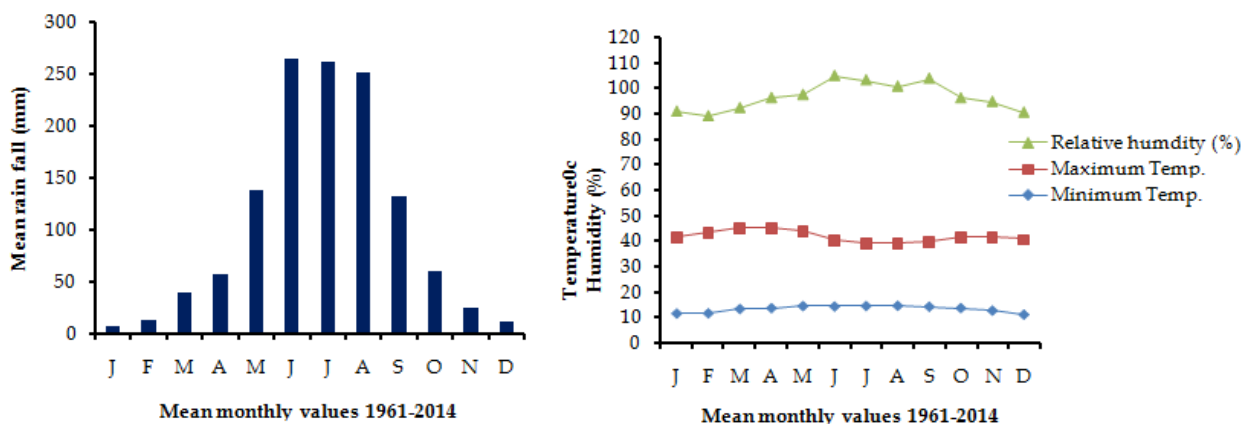 300
250
200
150
100
50
0
Mean rain fall (mm)
J F M A M J J A S O N D
Mean monthly values 1961-2014
120
110
100
90
80
70
60
50
40
30
20
10
0
Temperature0c
Humidity (%)
J F M A M J J A S O N D
Mean monthly values 1961-2014
Relative humdity (%)
Maximum Temp.
Minimum Temp.